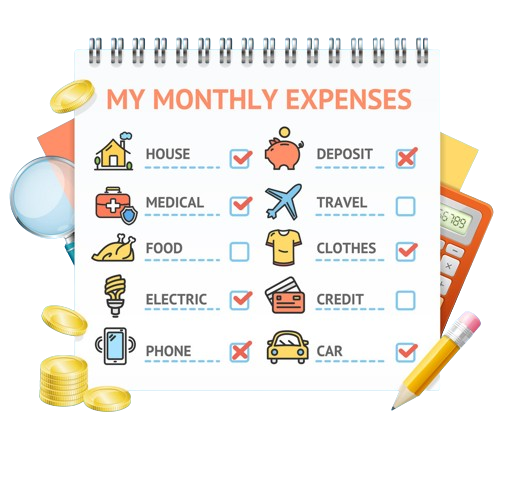 MY MONTHLY EXPENSES
HOUSE
DEPOSIT
MEDICAL
TRAVEL
FOOD
CLOTHES
ELECTRIC
CREDIT
PHONE
CAR